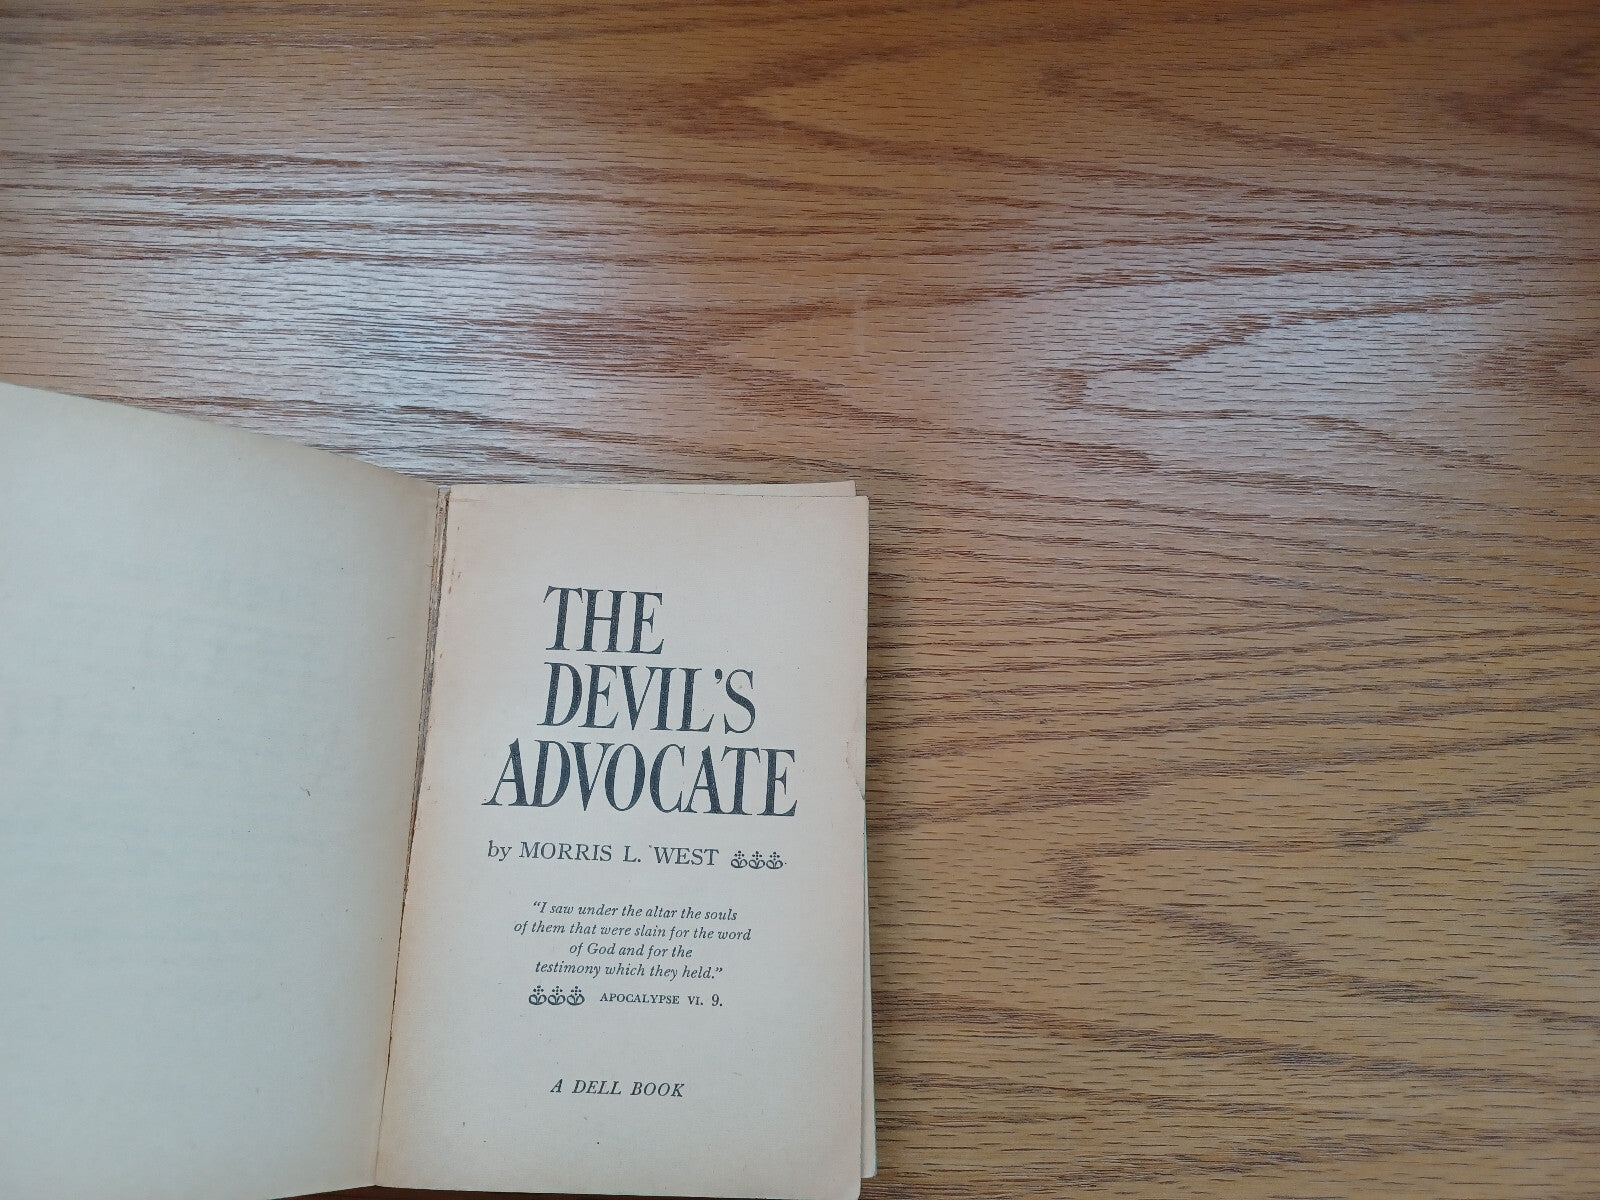 THE
DEVIL'S
ADVOCATE
by MORRIS L. WEST
“I saw under the altar the souls
of them that were slain for the word
of God and for the
testimony which they held.”
APOCALYPSE VI. 9.
A DELL BOOK